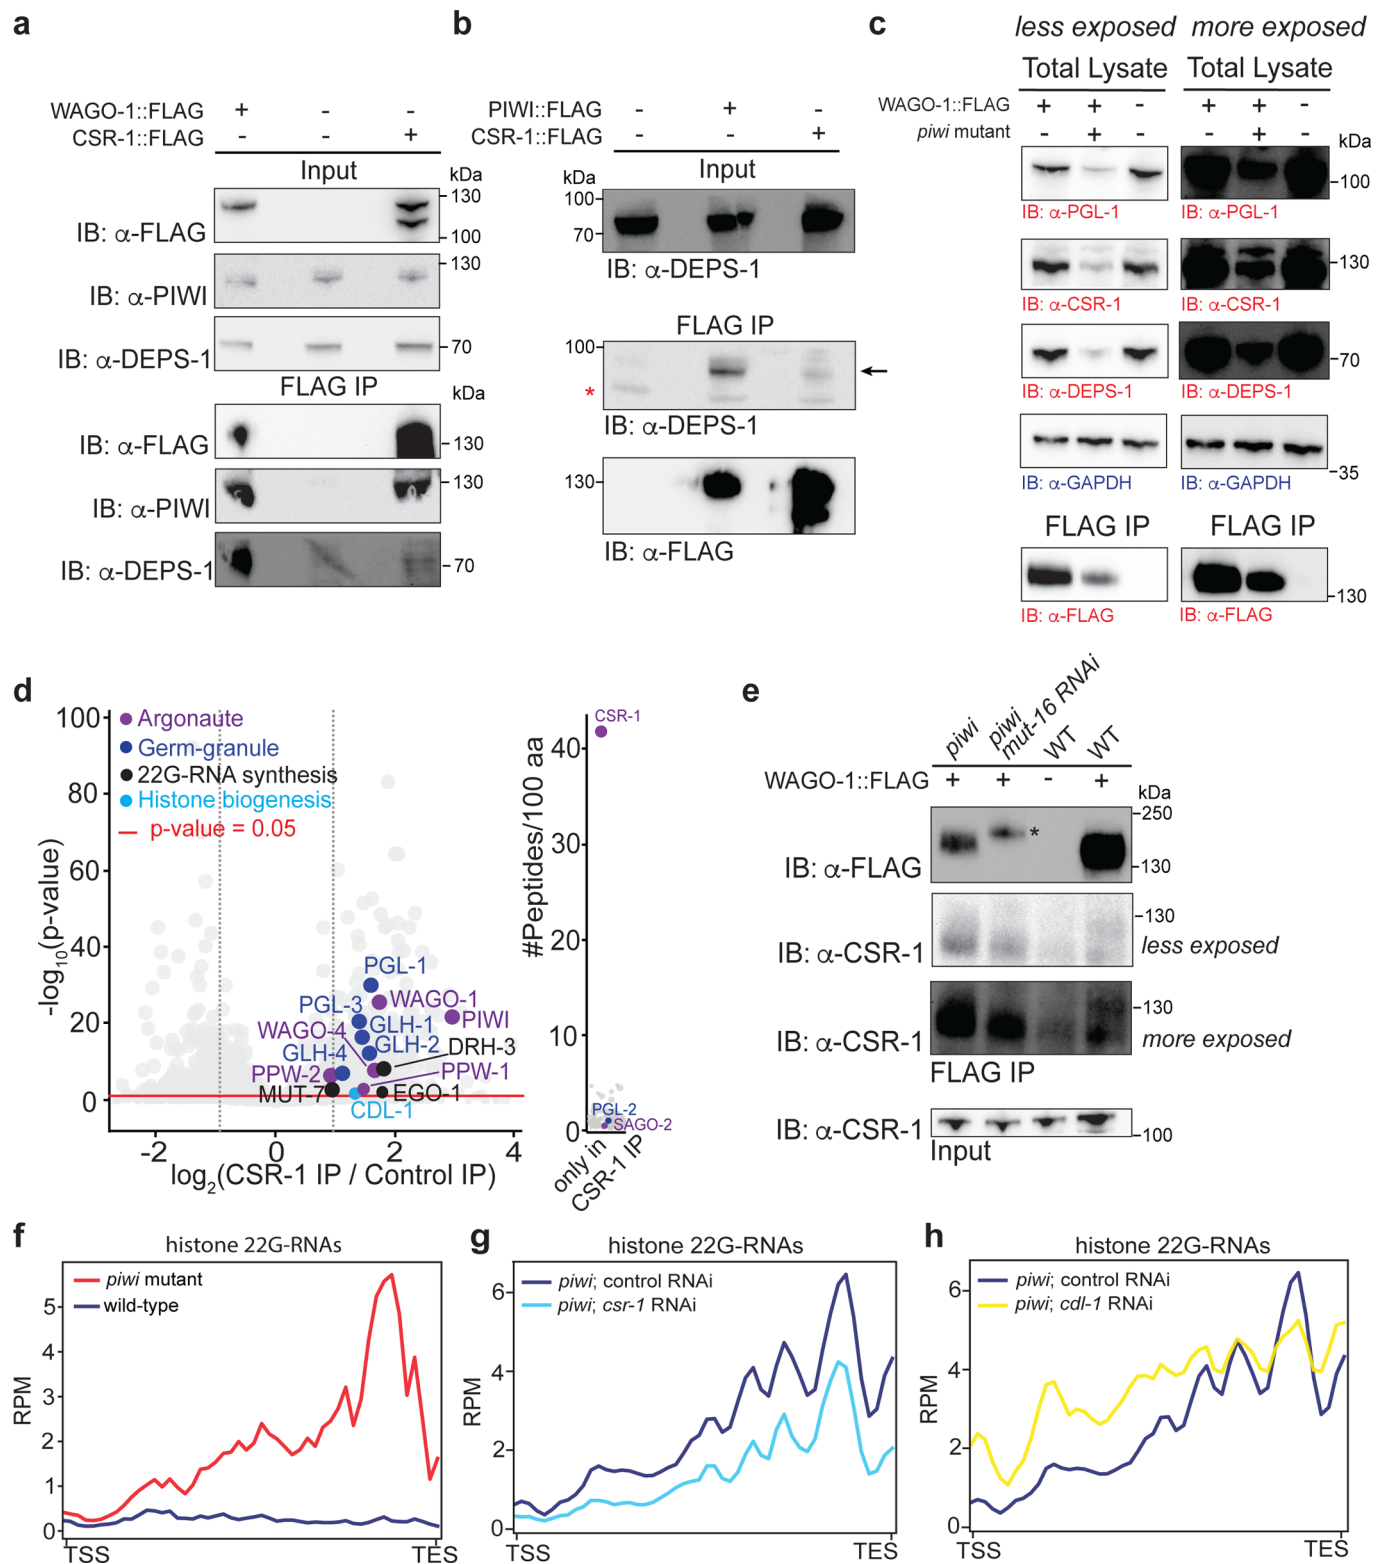 a
WAGO-1::FLAG + - -
CSR-1::FLAG - - +
Input
kDa
IB: α-FLAG
130
100
IB: α-PIWI
130
IB: α-DEPS-1
70
FLAG IP
kDa
IB: α-FLAG
130
IB: α-PIWI
130
IB: α-DEPS-1
70
b
PIWI::FLAG - + -
CSR-1::FLAG - - +
Input
kDa
100
70
IB: α-DEPS-1
FLAG IP
100
*
IB: α-DEPS-1
130
IB: α-FLAG
c
less exposed more exposed
Total Lysate Total Lysate
WAGO-1::FLAG + + - + + -
piwi mutant - + - - + -
kDa
100
IB: α-PGL-1 IB: α-PGL-1
130
IB: α-CSR-1 IB: α-CSR-1
70
IB: α-DEPS-1 IB: α-DEPS-1
35
IB: α-GAPDH IB: α-GAPDH
FLAG IP FLAG IP
130
IB: α-FLAG IB: α-FLAG
d
Argonaute
Germ-granule
22G-RNA synthesis
Histone biogenesis
p-value = 0.05
100
80
60
40
20
0
-log10(p-value)
PGL-1
PGL-3
WAGO-1
PIWI
WAGO-4
GLH-1
GLH-2
GLH-4
DRH-3
PPW-2
PPW-1
MUT-7
EGO-1
CDL-1
-2 0 2 4
log2(CSR-1 IP / Control IP)
#Peptides/100 aa
40
30
20
10
0
CSR-1
PGL-2
SAGO-2
only in
CSR-1 IP
e
piwi
piwi
mut-16 RNAi
WT
WT
WAGO-1::FLAG + + - +
kDa
250
*
IB: α-FLAG
130
130
IB: α-CSR-1
less exposed
130
IB: α-CSR-1
more exposed
FLAG IP
IB: α-CSR-1
100
Input
f
histone 22G-RNAs
piwi mutant
wild-type
RPM
5
4
3
2
1
0
TSS TES
g
histone 22G-RNAs
piwi; control RNAi
piwi; csr-1 RNAi
RPM
6
4
2
0
TSS TES
h
histone 22G-RNAs
piwi; control RNAi
piwi; cdl-1 RNAi
RPM
6
4
2
0
TSS TES